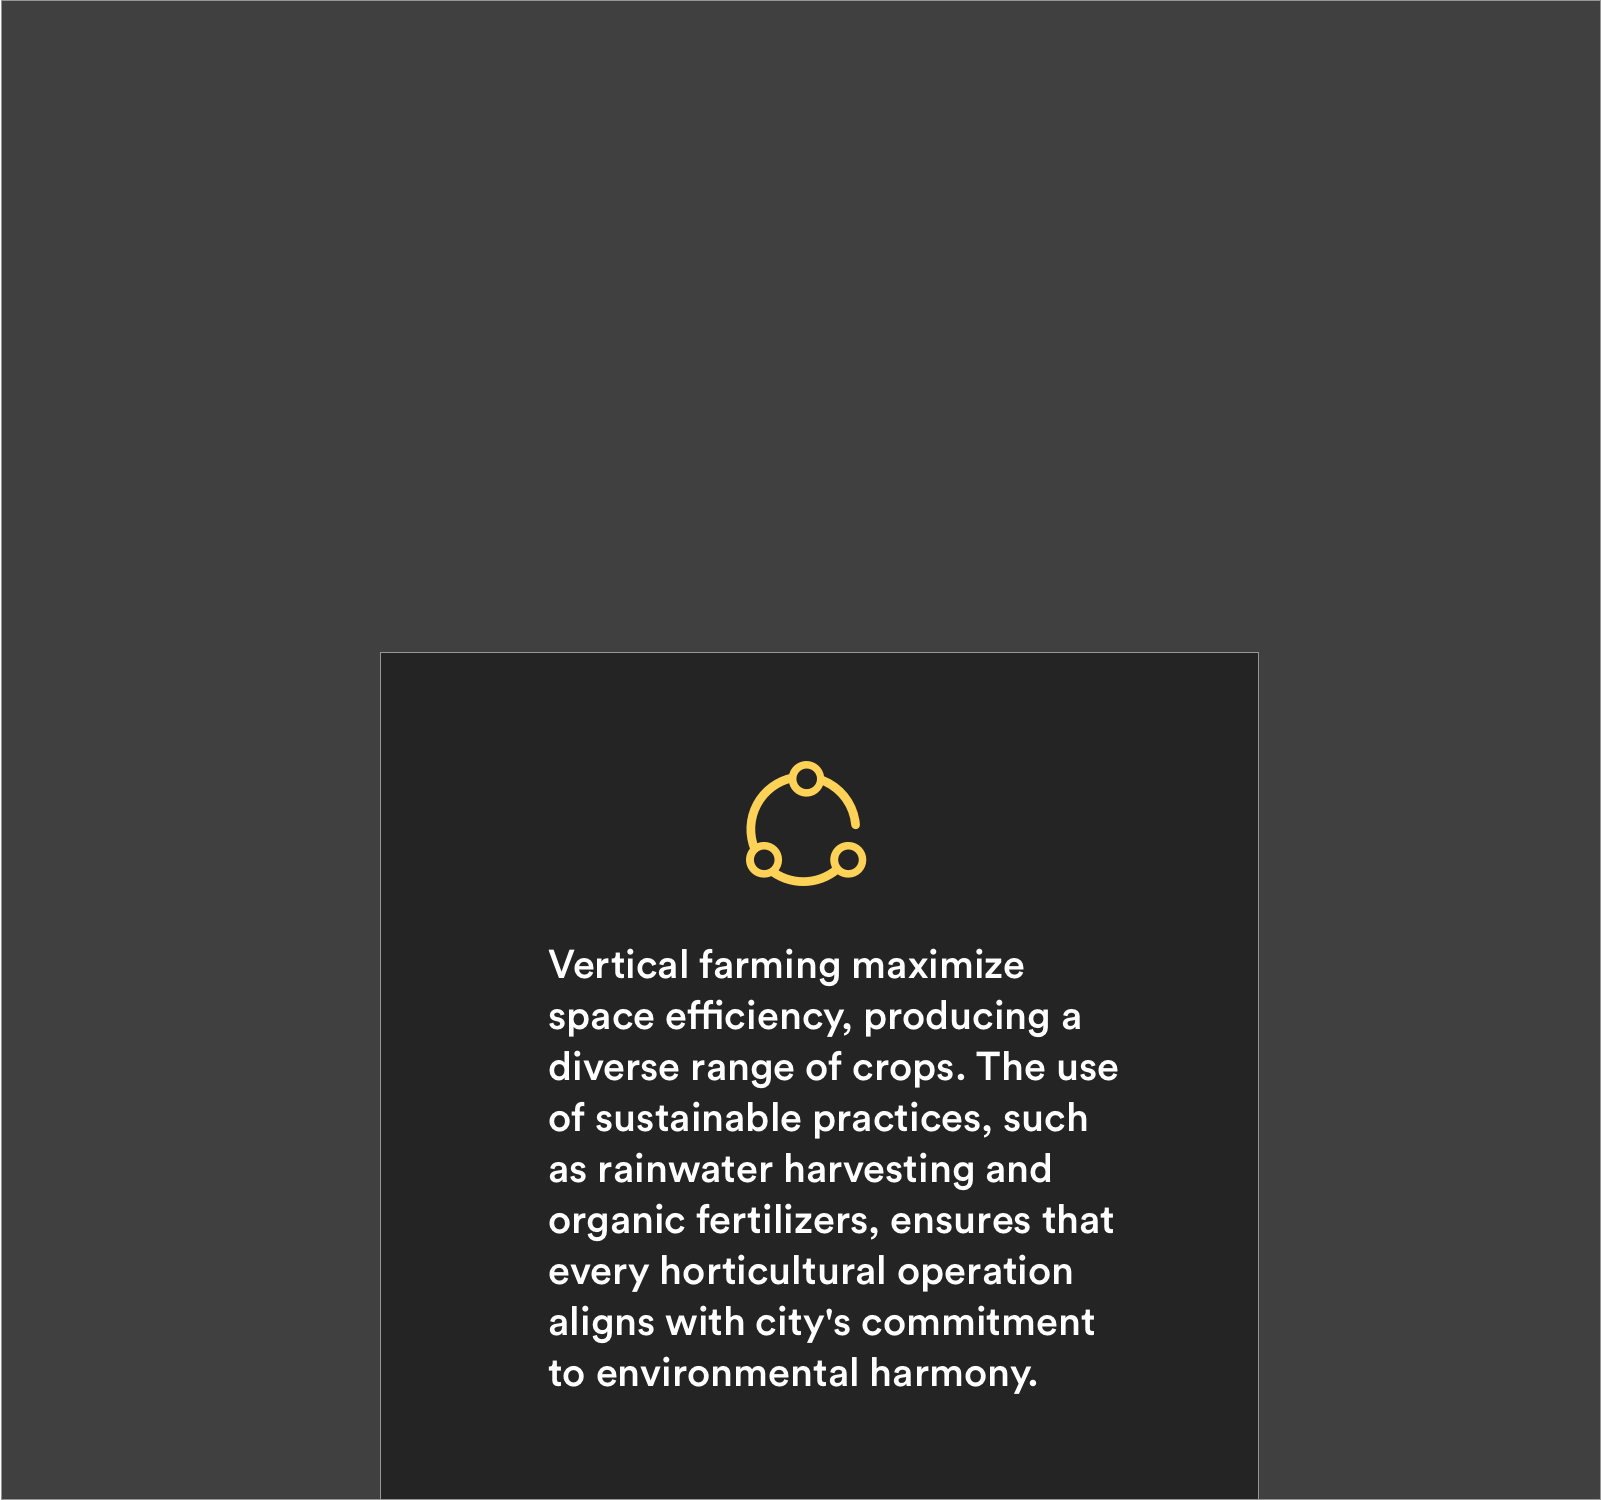 Vertical farming maximize
space efficiency, producing a
diverse range of crops. The use
of sustainable practices, such
as rainwater harvesting and
organic fertilizers, ensures that
every horticultural operation
aligns with city's commitment
to environmental harmony.